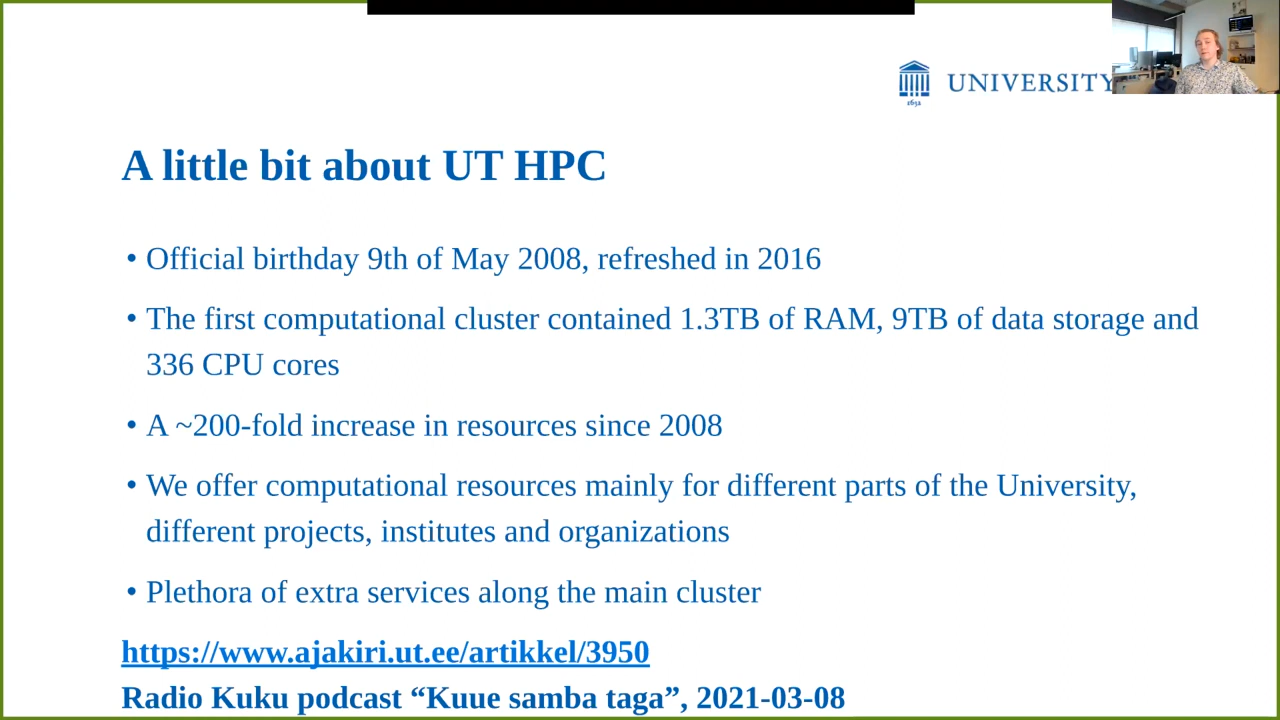 1632
UNIVERSITY
A little bit about UT HPC
• Official birthday 9th of May 2008, refreshed in 2016
• The first computational cluster contained 1.3TB of RAM, 9TB of data storage and
336 CPU cores
• A ~200-fold increase in resources since 2008
• We offer computational resources mainly for different parts of the University,
different projects, institutes and organizations
• Plethora of extra services along the main cluster
https://www.ajakiri.ut.ee/artikkel/3950
Radio Kuku podcast “Kuue samba taga”, 2021-03-08